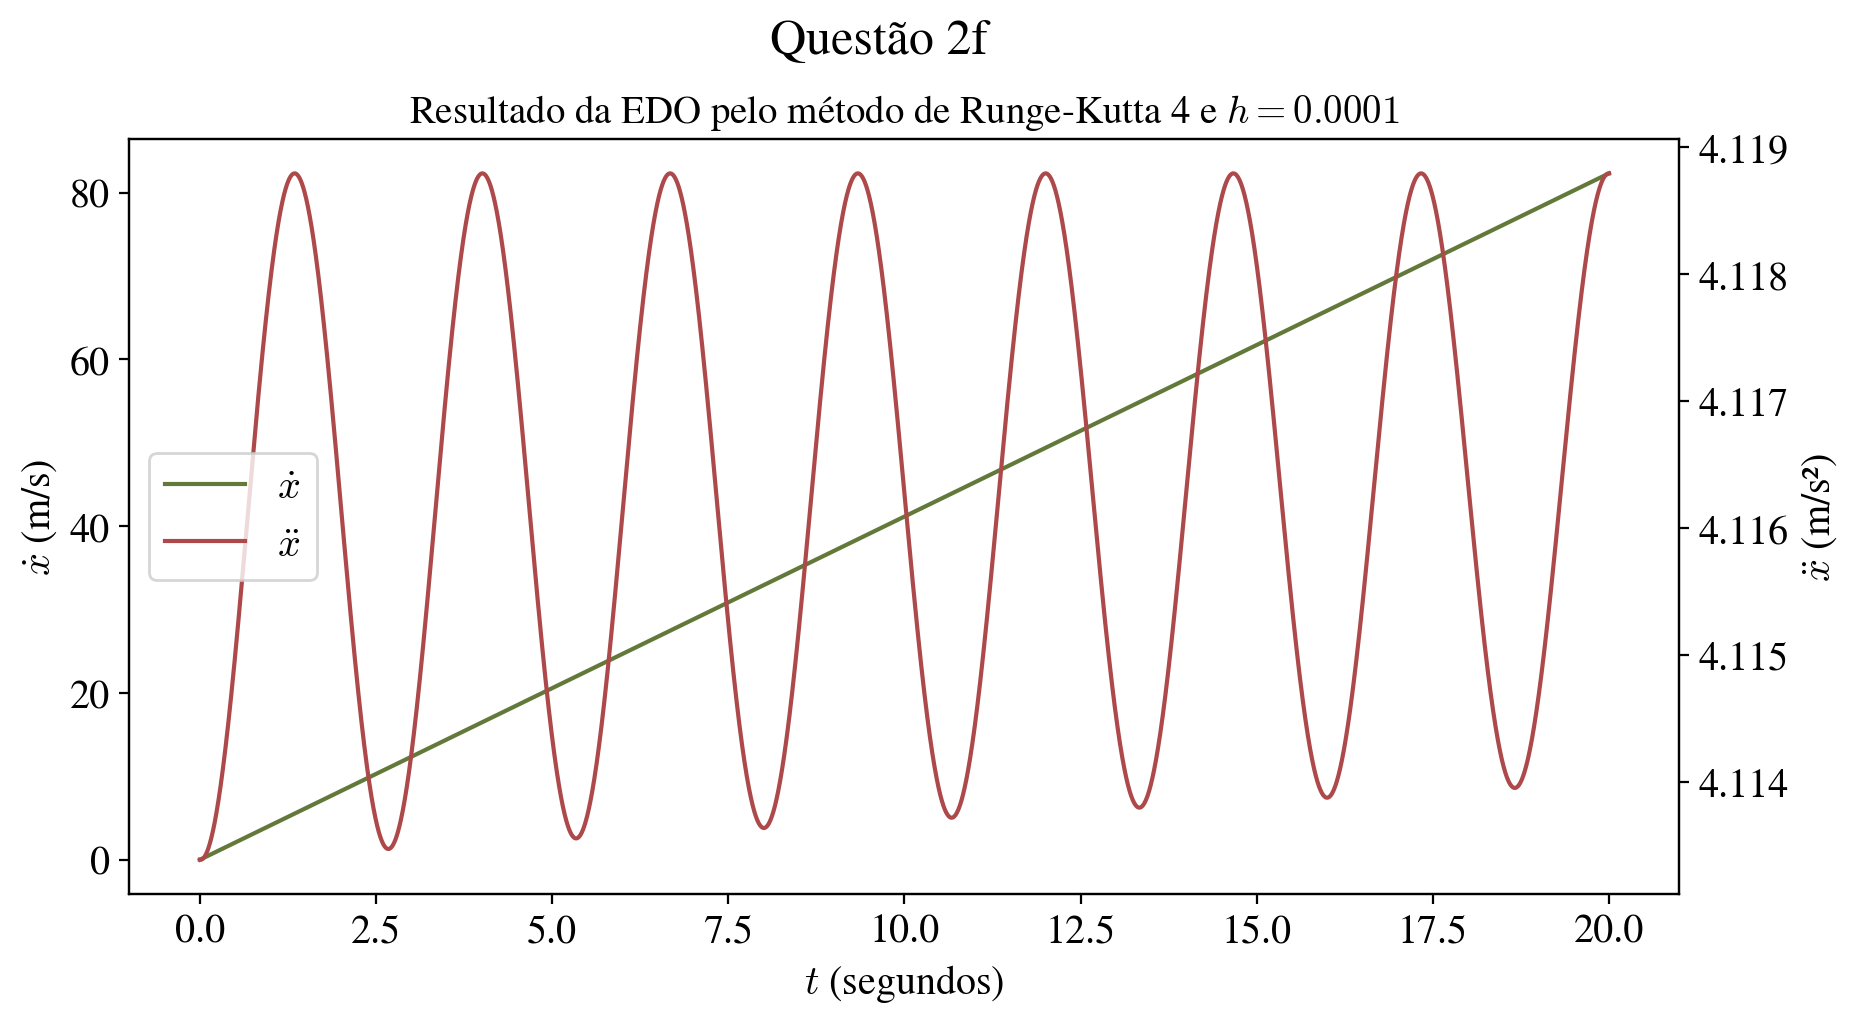 Questão 2f
Resultado da EDO pelo método de Runge-Kutta 4 e h = 0.0001
80
60
40
20
0
ẋ (m/s)
ẋ
ẍ
4.119
4.118
4.117
4.116
4.115
4.114
ẍ (m/s²)
0.0 2.5 5.0 7.5 10.0 12.5 15.0 17.5 20.0
t (segundos)